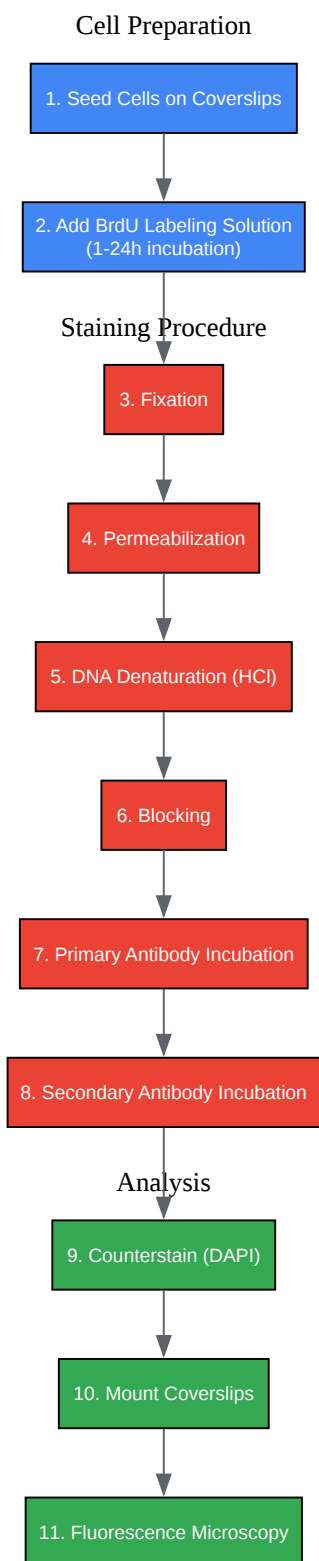 Cell Preparation
1. Seed Cells on Coverslips
2. Add BrdU Labeling Solution
(1-24h incubation)
Staining Procedure
3. Fixation
4. Permeabilization
5. DNA Denaturation (HCl)
6. Blocking
7. Primary Antibody Incubation
8. Secondary Antibody Incubation
Analysis
9. Counterstain (DAPI)
10. Mount Coverslips
11. Fluorescence Microscopy